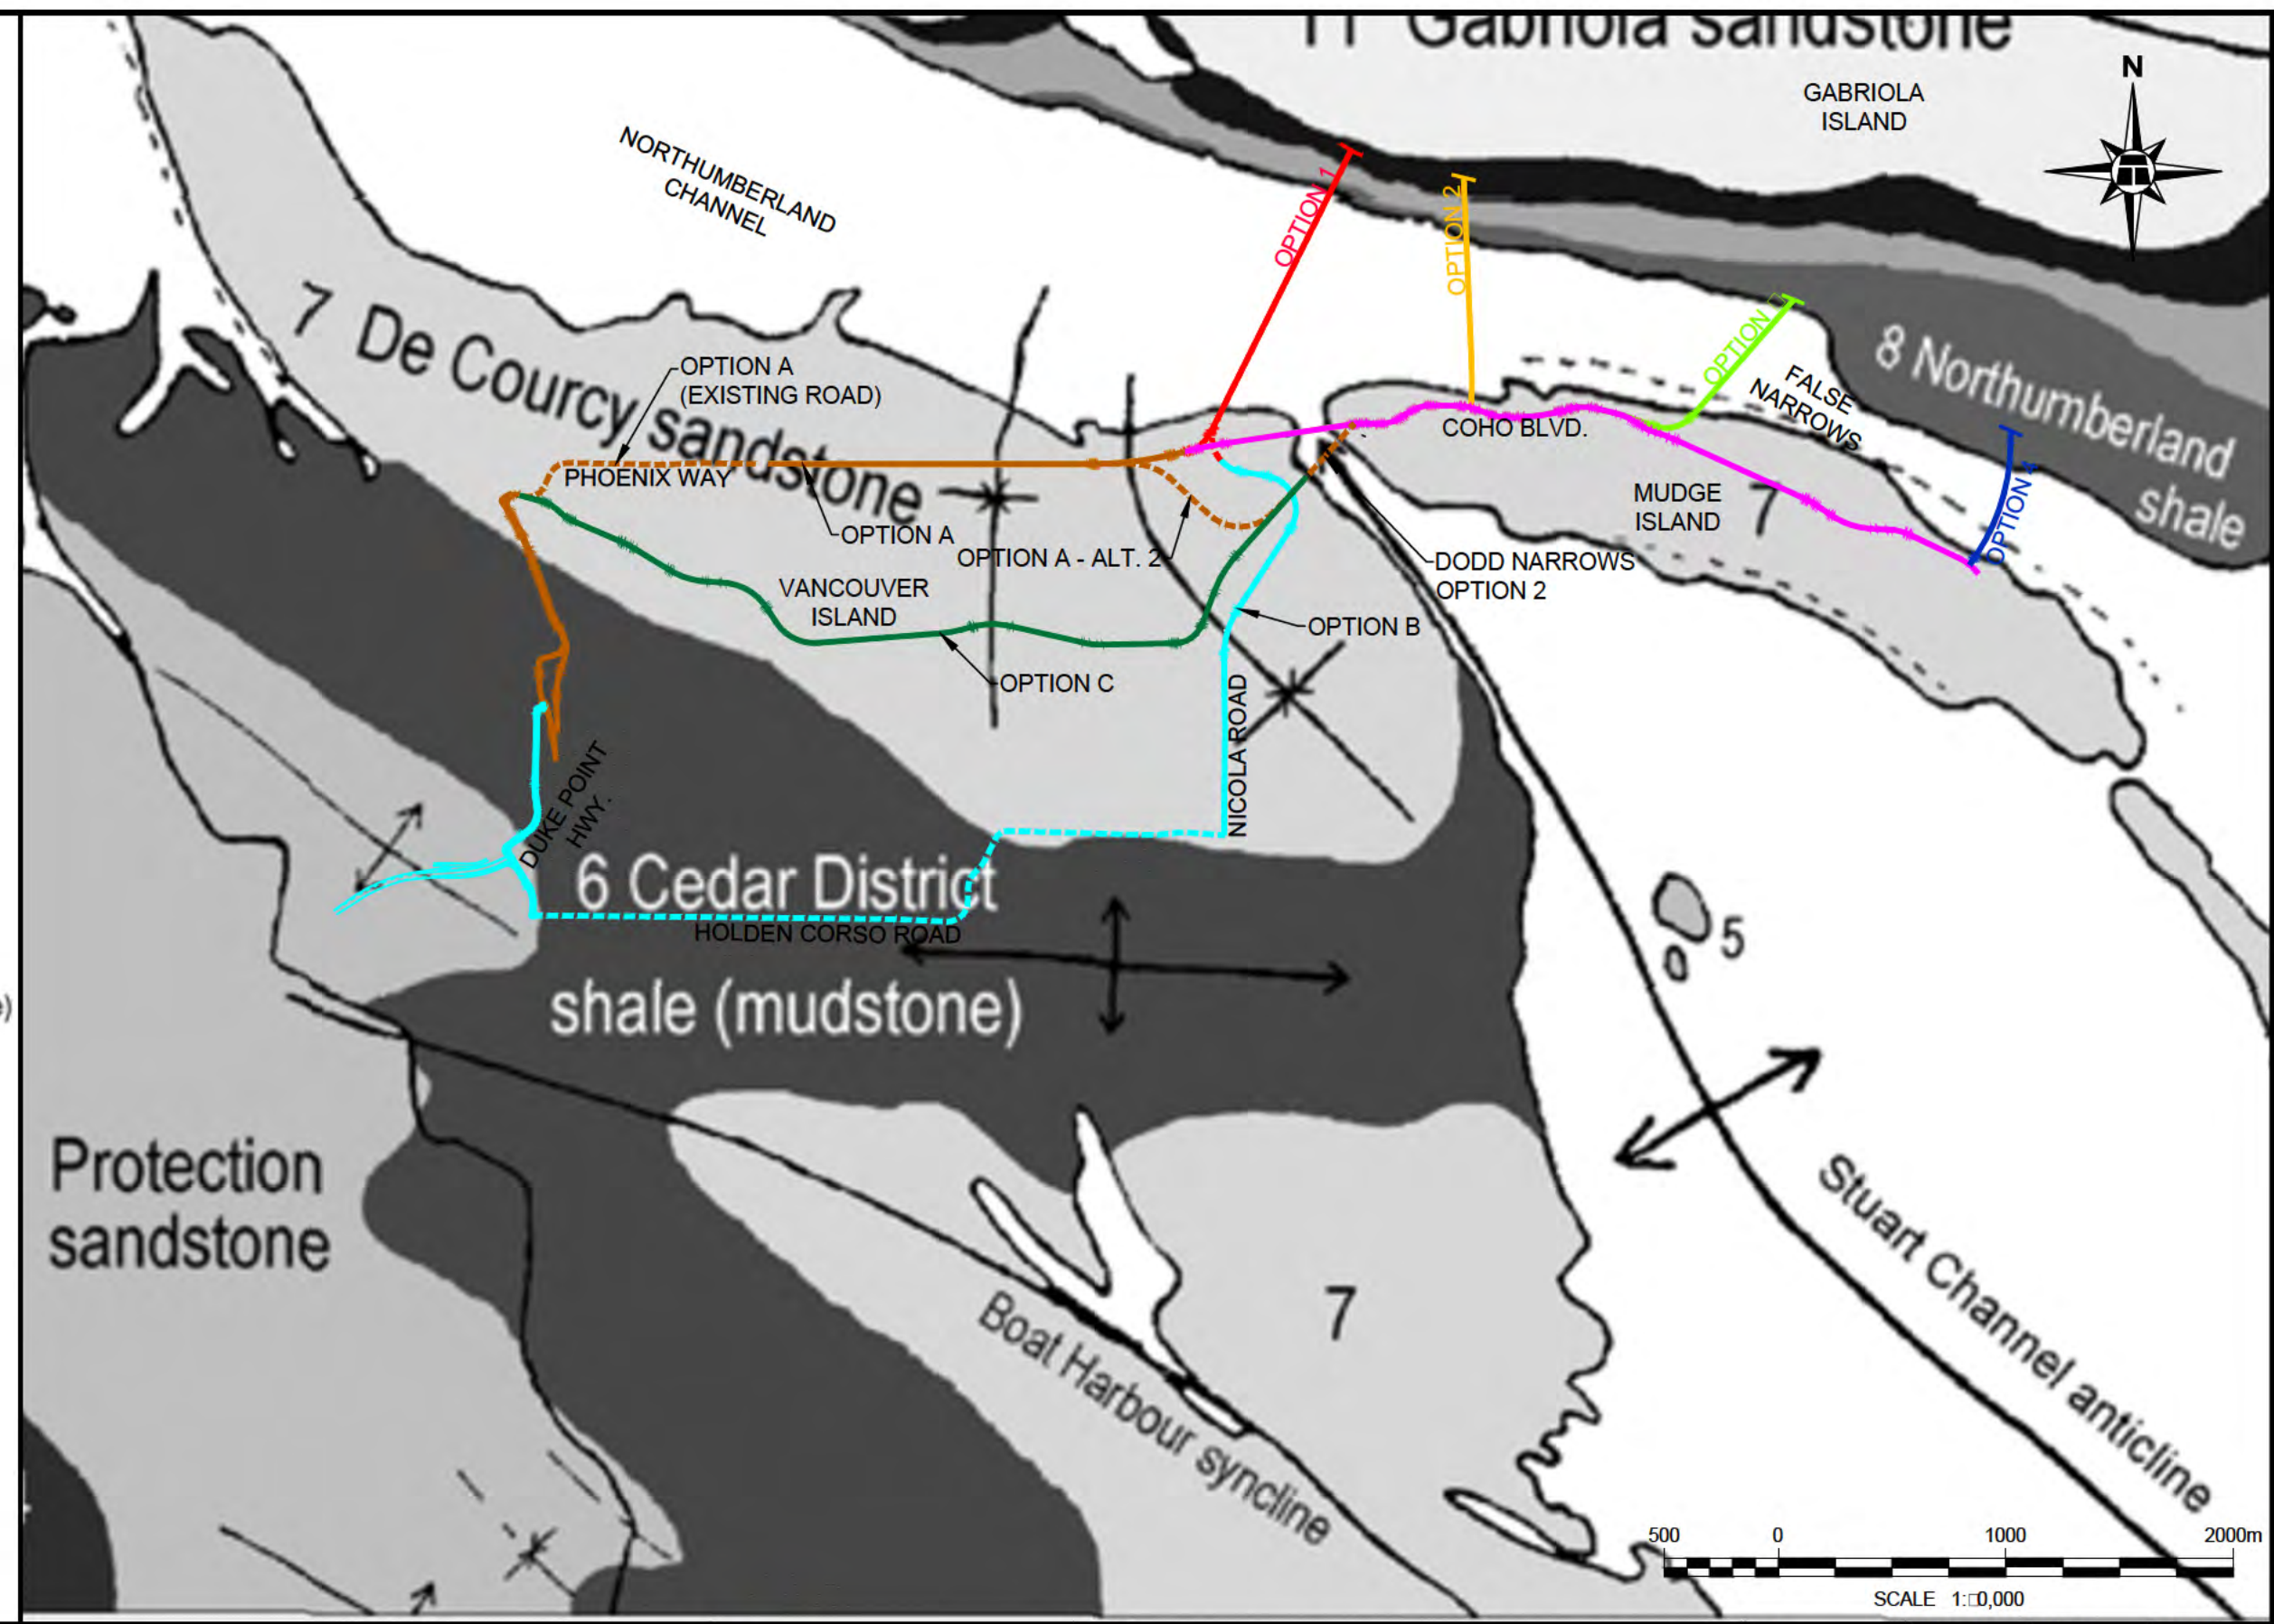 11 Gabriola sandstone
GABRIOLA
ISLAND
N
NORTHUMBERLAND
CHANNEL
OPTION 1
OPTION 2
OPTION
7 De Courcy sandstone
OPTION A
(EXISTING ROAD)
PHOENIX WAY
OPTION A
OPTION A - ALT. 2
VANCOUVER
ISLAND
OPTION C
COHO BLVD.
FALSE
NARROWS
8 Northumberland
shale
MUDGE
ISLAND
7
OPTION 4
DODD NARROWS
OPTION 2
OPTION B
NICOLA ROAD
DUKE POINT
HWY.
6 Cedar District
HOLDEN CORSO ROAD
shale (mudstone)
5
e)
Protection
sandstone
7
Boat Harbour syncline
Stuart Channel anticline
500 0 1000 2000m
SCALE 1:□0,000